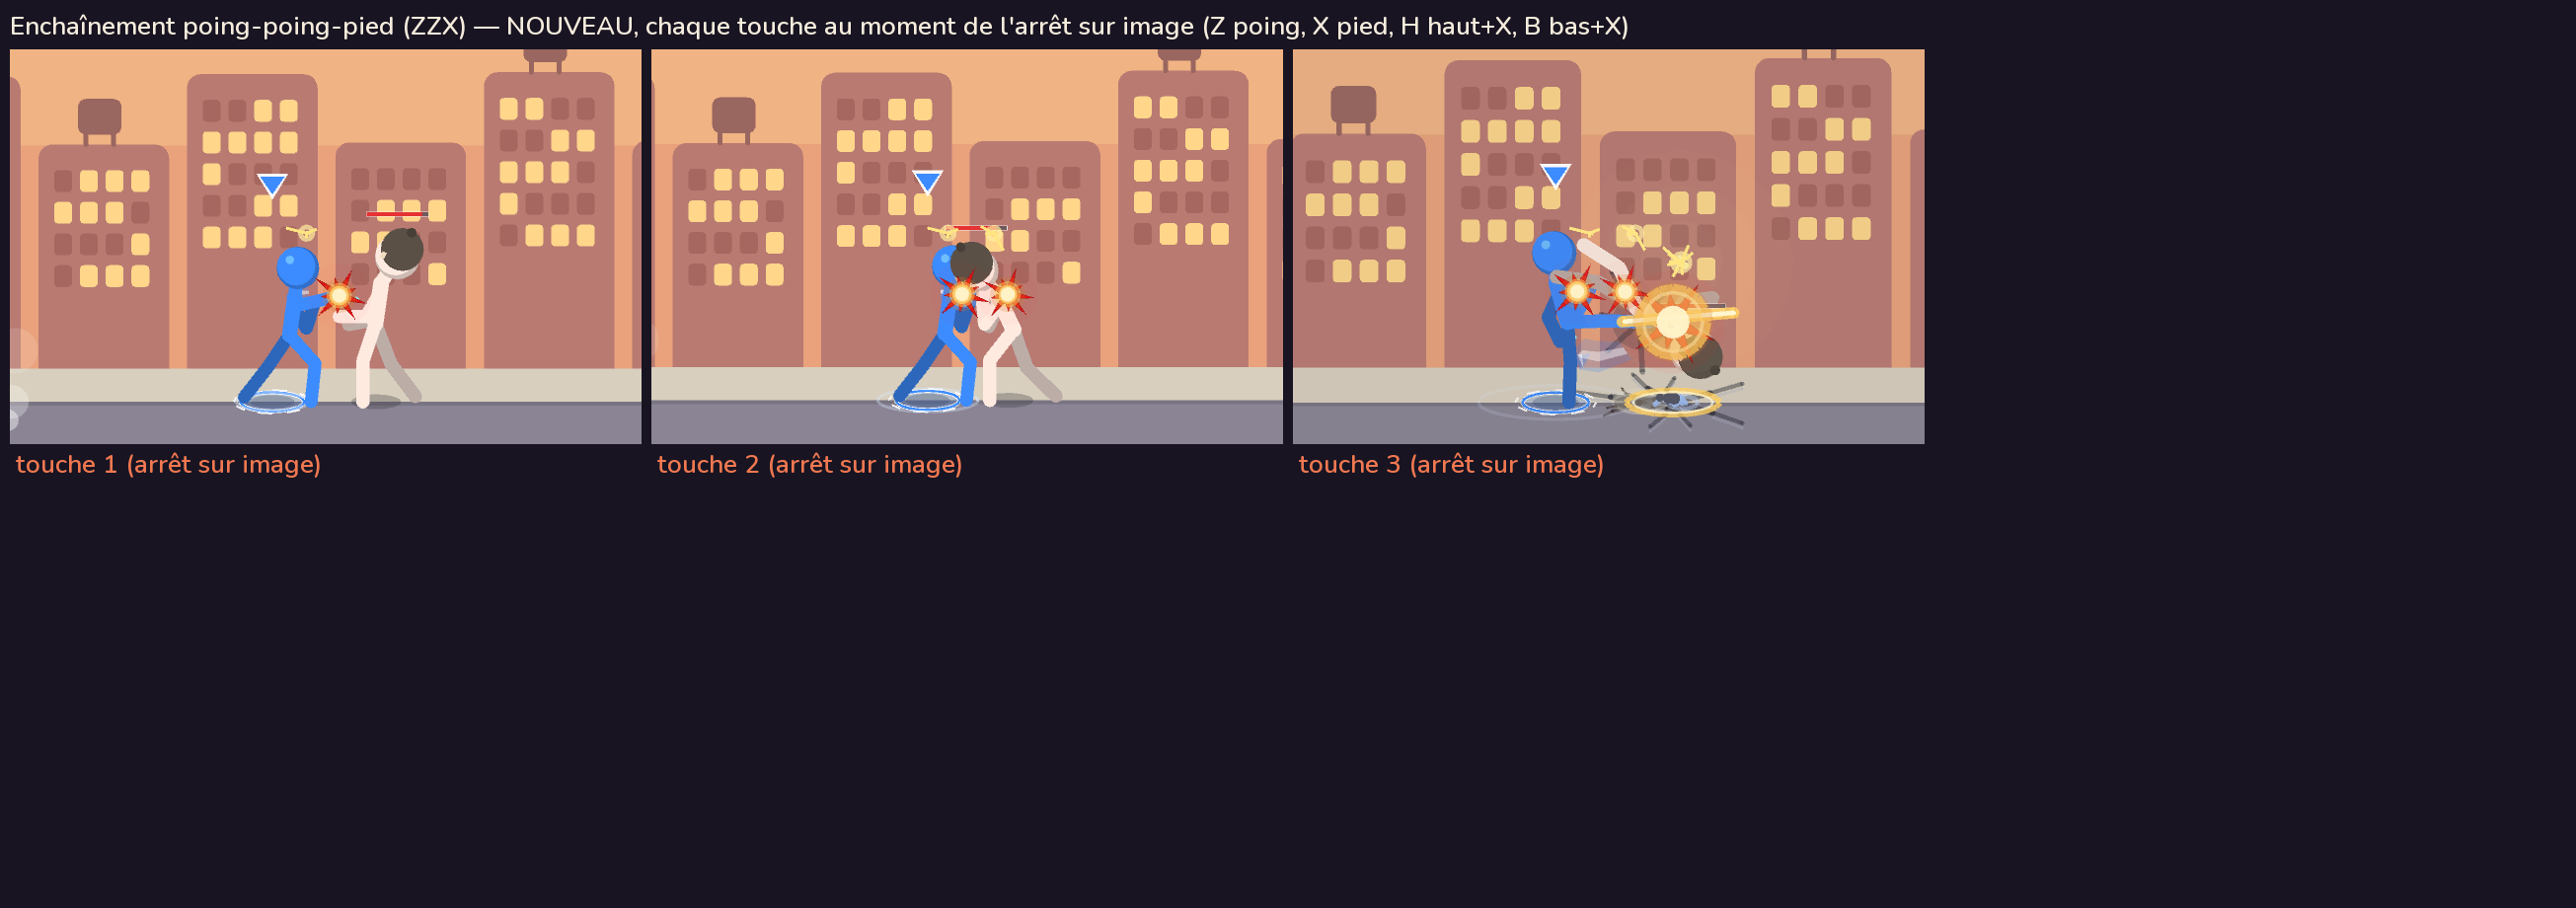 Enchaînement poing-poing-pied (ZZX) — NOUVEAU, chaque touche au moment de l'arrêt sur image (Z poing, X pied, H haut+X, B bas+X)
touche 1 (arrêt sur image)
touche 2 (arrêt sur image)
touche 3 (arrêt sur image)